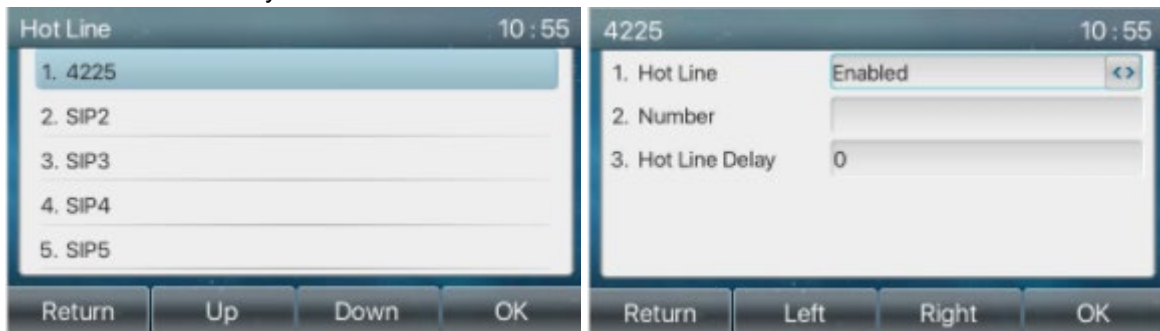 Hot Line 10:55
1. 4225
2. SIP2
3. SIP3
4. SIP4
5. SIP5
Return Up Down OK
4225 10:55
1. Hot Line Enabled <>
2. Number
3. Hot Line Delay 0
Return Left Right OK